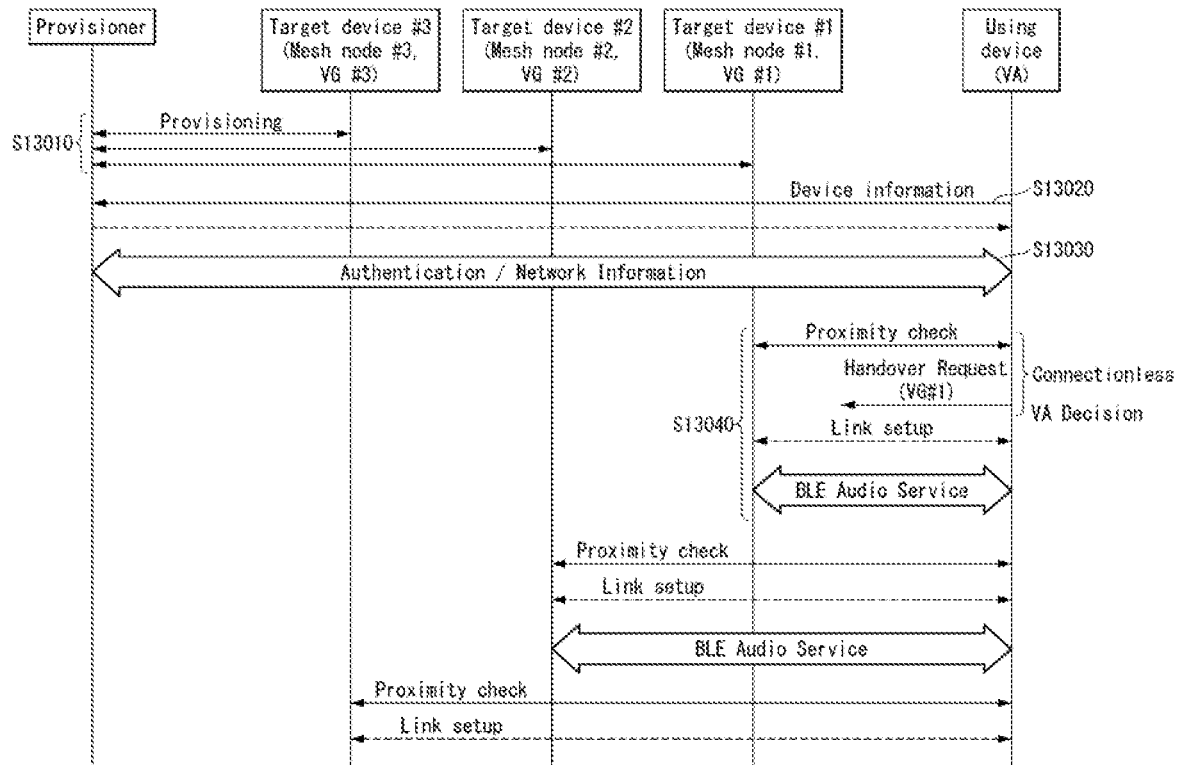 Provisioner
Target device #3
(Mesh node #3,
VG #3)
Target device #2
(Mesh node #2,
VG #2)
Target device #1
(Mesh node #1,
VG #1)
Using
device
(VA)
S13010
Provisioning
Device information
S13020
S13030
Authentication / Network Information
Proximity check
Handover Request
(VG#1)
Connectionless
VA Decision
S13040
Link setup
BLE Audio Service
Proximity check
Link setup
BLE Audio Service
Proximity check
Link setup